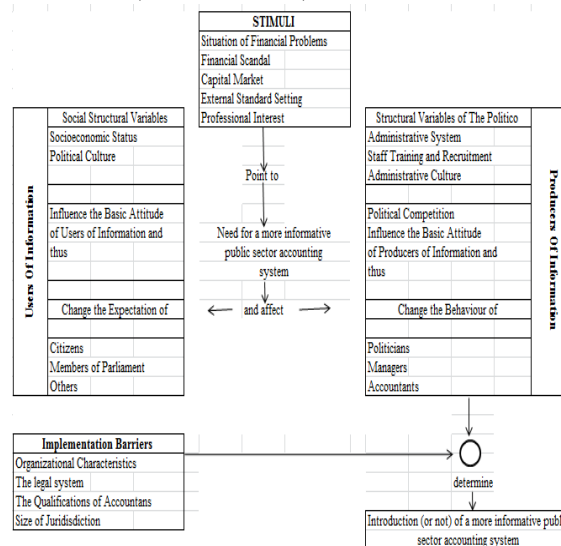 STIMULI
Situation of Financial Problems
Financial Scandal
Capital Market
External Standard Setting
Professional Interest
Point to
Need for a more informative
public sector accounting
system
and affect
Users Of Information
Social Structural Variables
Socioeconomic Status
Political Culture
Influence the Basic Attitude
of Users of Information and
thus
Change the Expectation of
Citizens
Members of Parliament
Others
Structural Variables of The Politico
Administrative System
Staff Training and Recruitment
Administrative Culture
Political Competition
Influence the Basic Attitude
of Producers of Information and
thus
Change the Behaviour of
Politicians
Managers
Accountants
Producers Of Information
Implementation Barriers
Organizational Characteristics
The legal system
The Qualifications of Accountans
Size of Juridisdiction
determine
Introduction (or not) of a more informative publ
sector accounting system